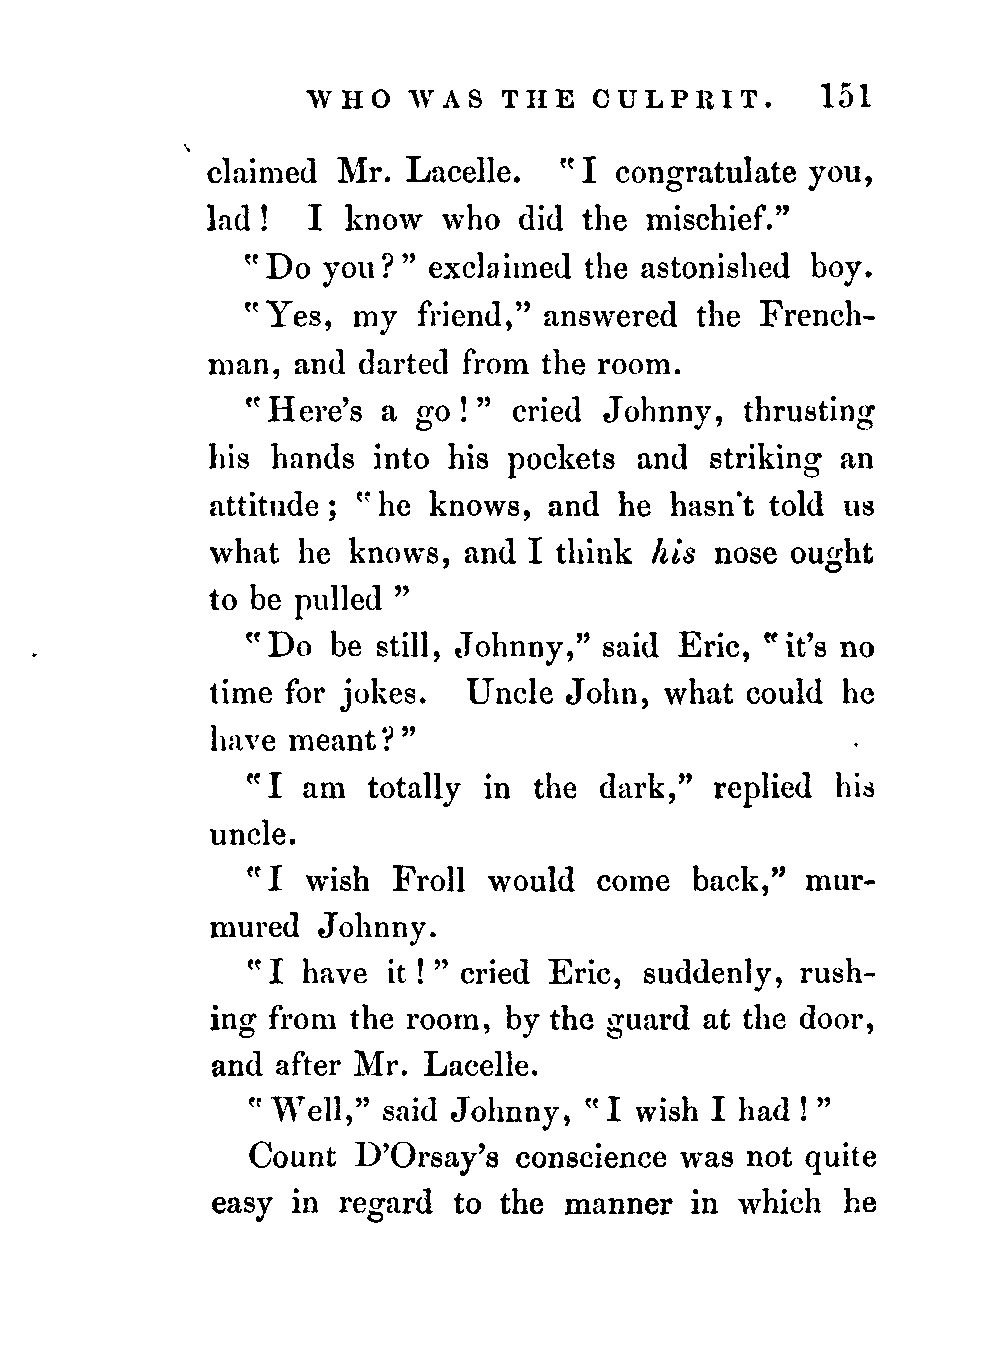 WHO WAS THE CULPRIT. 151
claimed Mr. Lacelle. "I congratulate you,
lad! I know who did the mischief."
"Do you?" exclaimed the astonished boy.
"Yes, my friend," answered the French-
man, and darted from the room.
"Here's a go!" cried Johnny, thrusting
his hands into his pockets and striking an
attitude; "he knows, and he hasn't told us
what he knows, and I think his nose ought
to be pulled "
"Do be still, Johnny," said Eric, "it's no
time for jokes. Uncle John, what could he
have meant?"
"I am totally in the dark," replied his
uncle.
"I wish Froll would come back," mur-
mured Johnny.
"I have it!" cried Eric, suddenly, rush-
ing from the room, by the guard at the door,
and after Mr. Lacelle.
"Well," said Johnny, "I wish I had!"
Count D'Orsay's conscience was not quite
easy in regard to the manner in which he